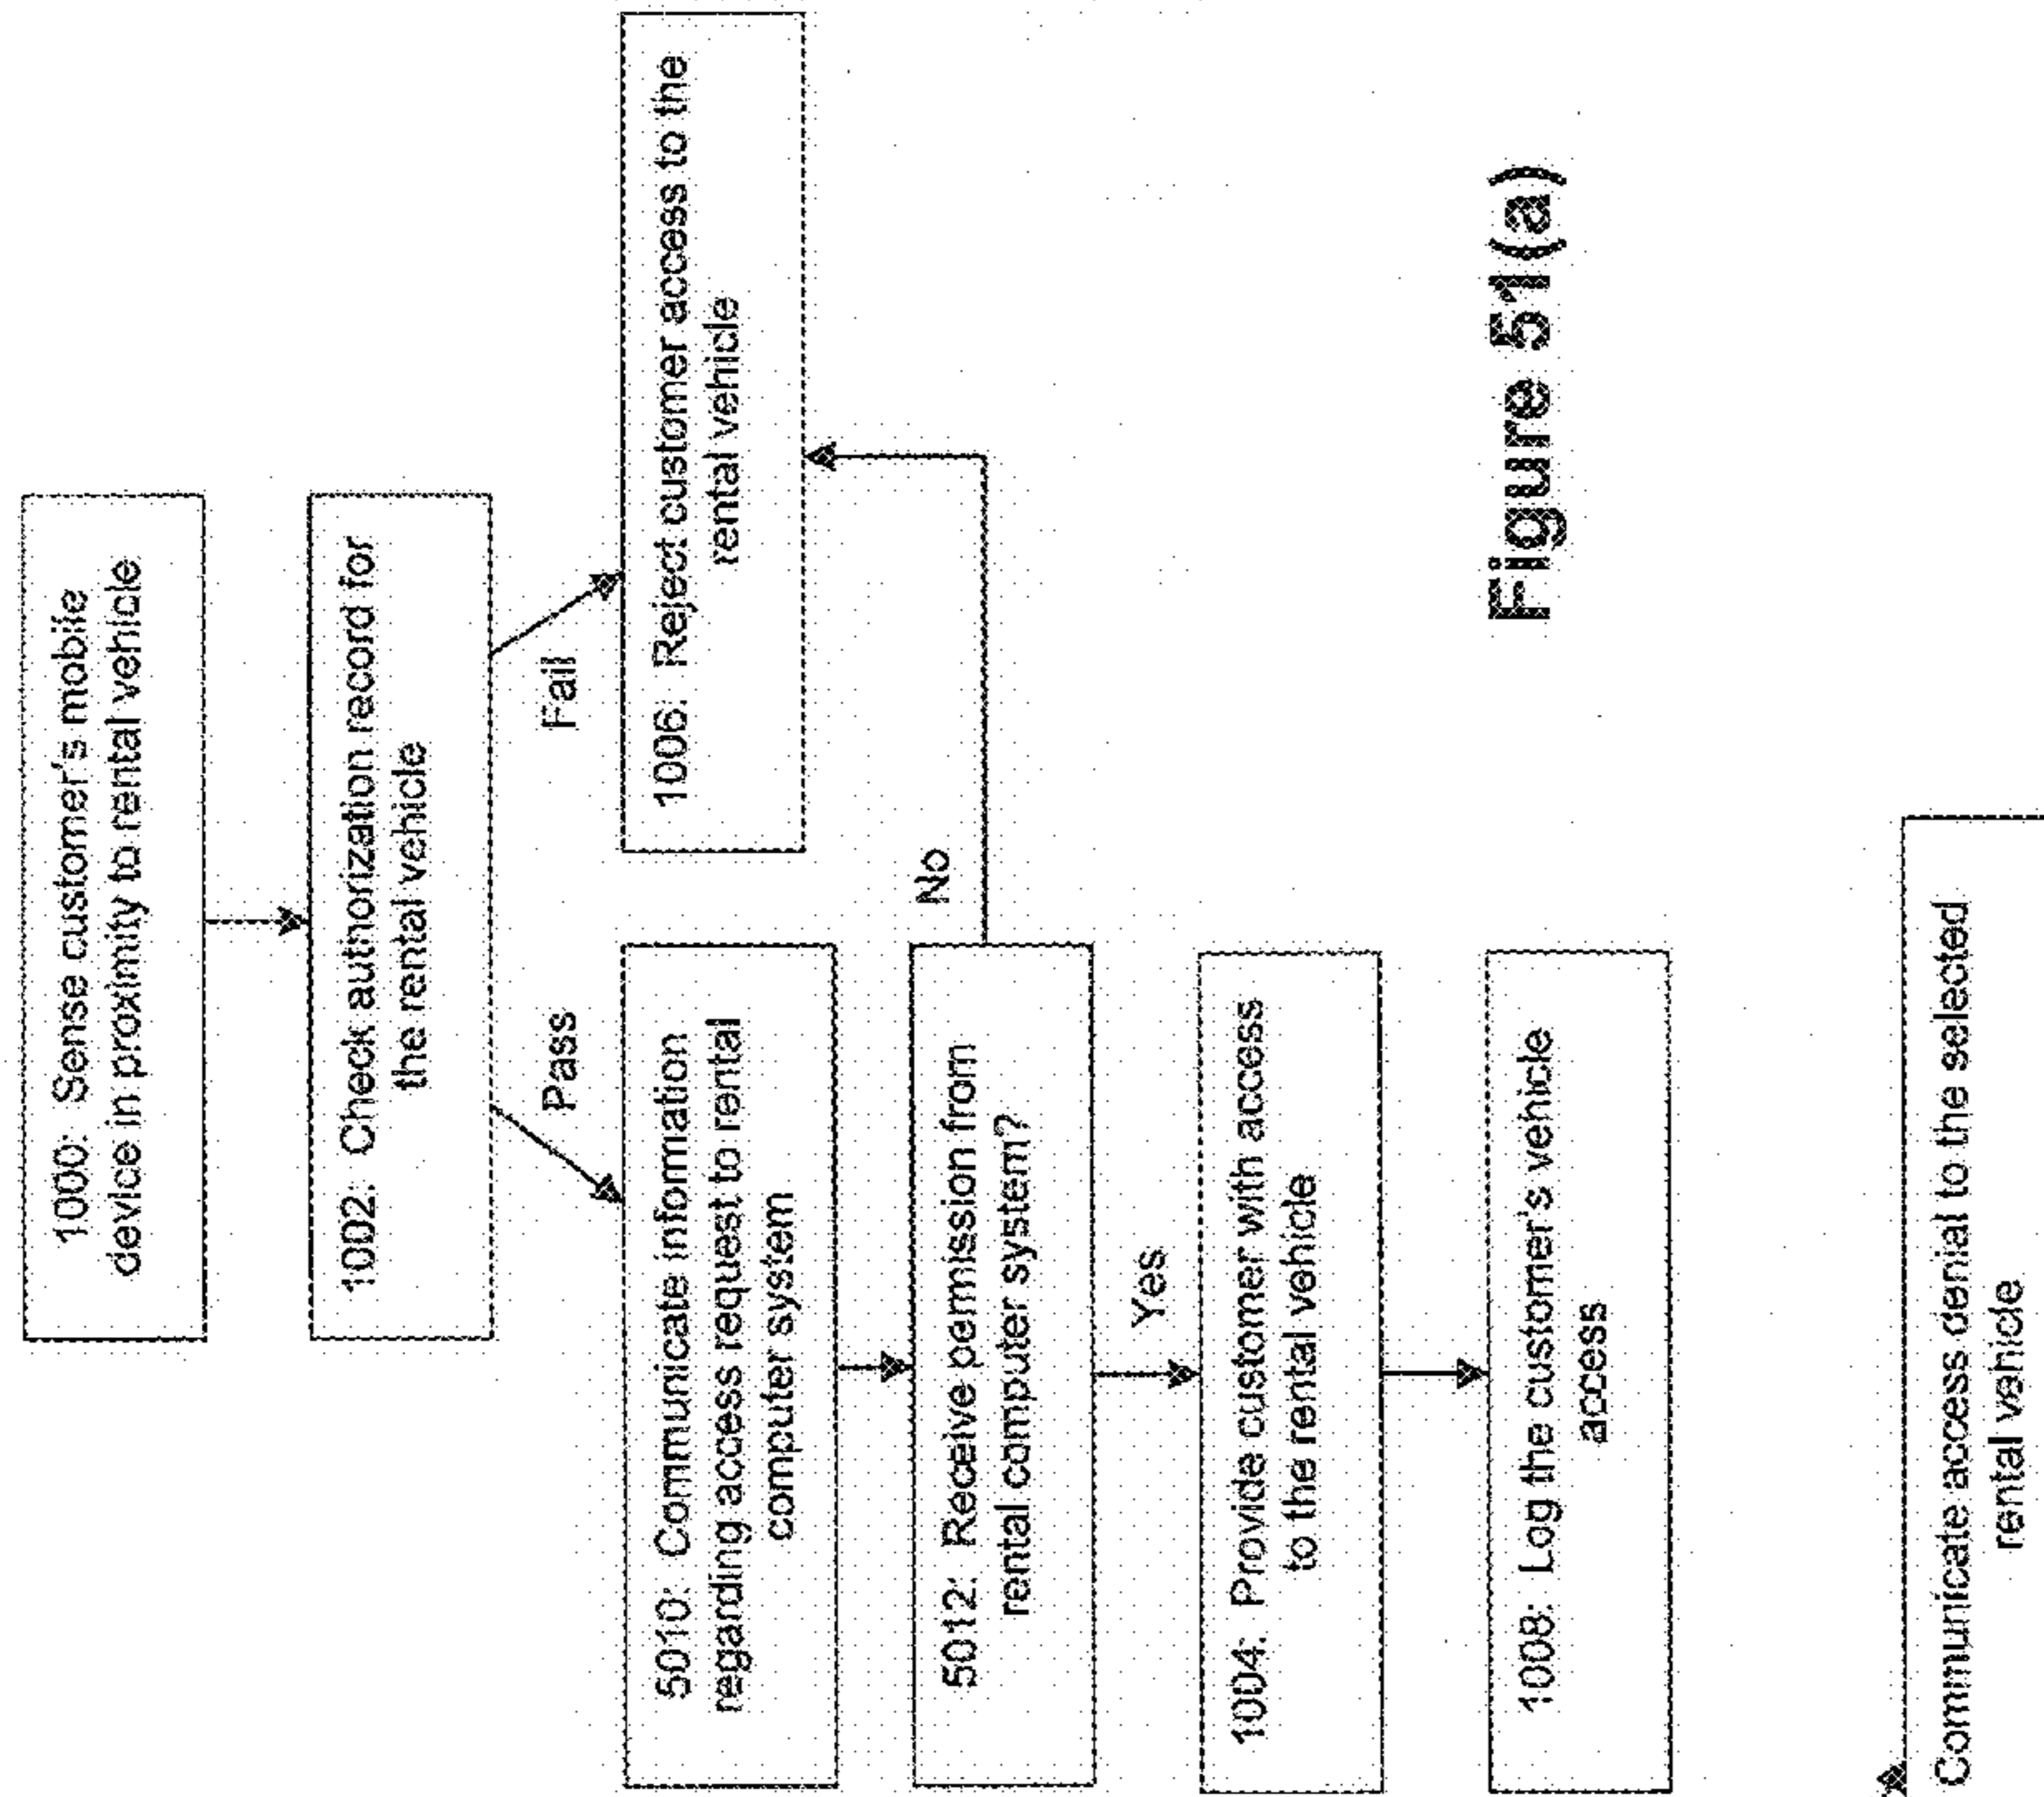 1000: Sense customer's mobile
device in proximity to rental vehicle
1002: Check authorization record for
the rental vehicle
Pass
Fail
5010: Communicate information
regarding access request to rental
computer system
1006: Reject customer access to the
rental vehicle
5012: Receive permission from
rental computer system?
No
Yes
1004: Provide customer with access
to the rental vehicle
1008: Log the customer's vehicle
access
Figure 51(a)
Communicate access denial to the selected
rental vehicle